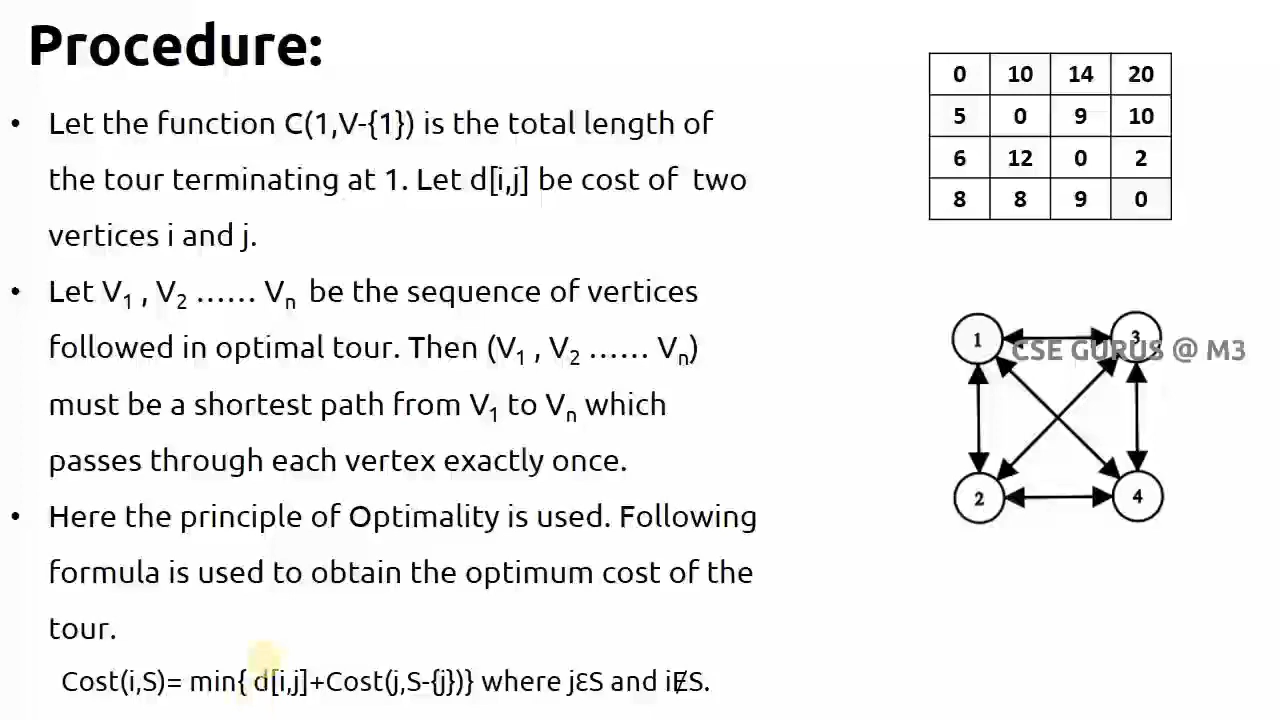 Procedure:
• Let the function C(1,V-{1}) is the total length of
the tour terminating at 1. Let d[i,j] be cost of two
vertices i and j.
• Let V₁ , V₂ …… Vₙ be the sequence of vertices
followed in optimal tour. Then (V₁ , V₂ …… Vₙ)
must be a shortest path from V₁ to Vₙ which
passes through each vertex exactly once.
• Here the principle of Optimality is used. Following
formula is used to obtain the optimum cost of the
tour.
Cost(i,S)= min{ d[i,j]+Cost(j,S-{j})} where jƐS and iɆS.
0 10 14 20
5 0 9 10
6 12 0 2
8 8 9 0
1 3
CSE GURUS @ M3
2 4